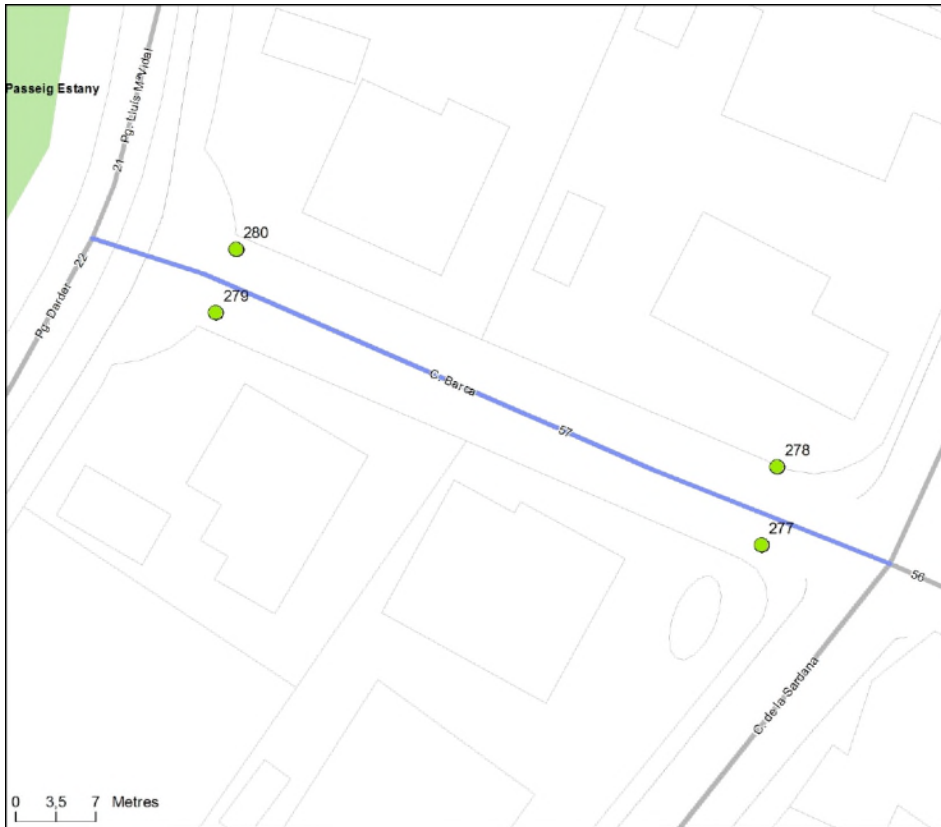 Passeig Estany
Pg. Lluís Mª Vidal
21
280
22
Pg. Darder
279
C. Barca
57
278
277
56
C. de la Sardana
0 3,5 7 Metres